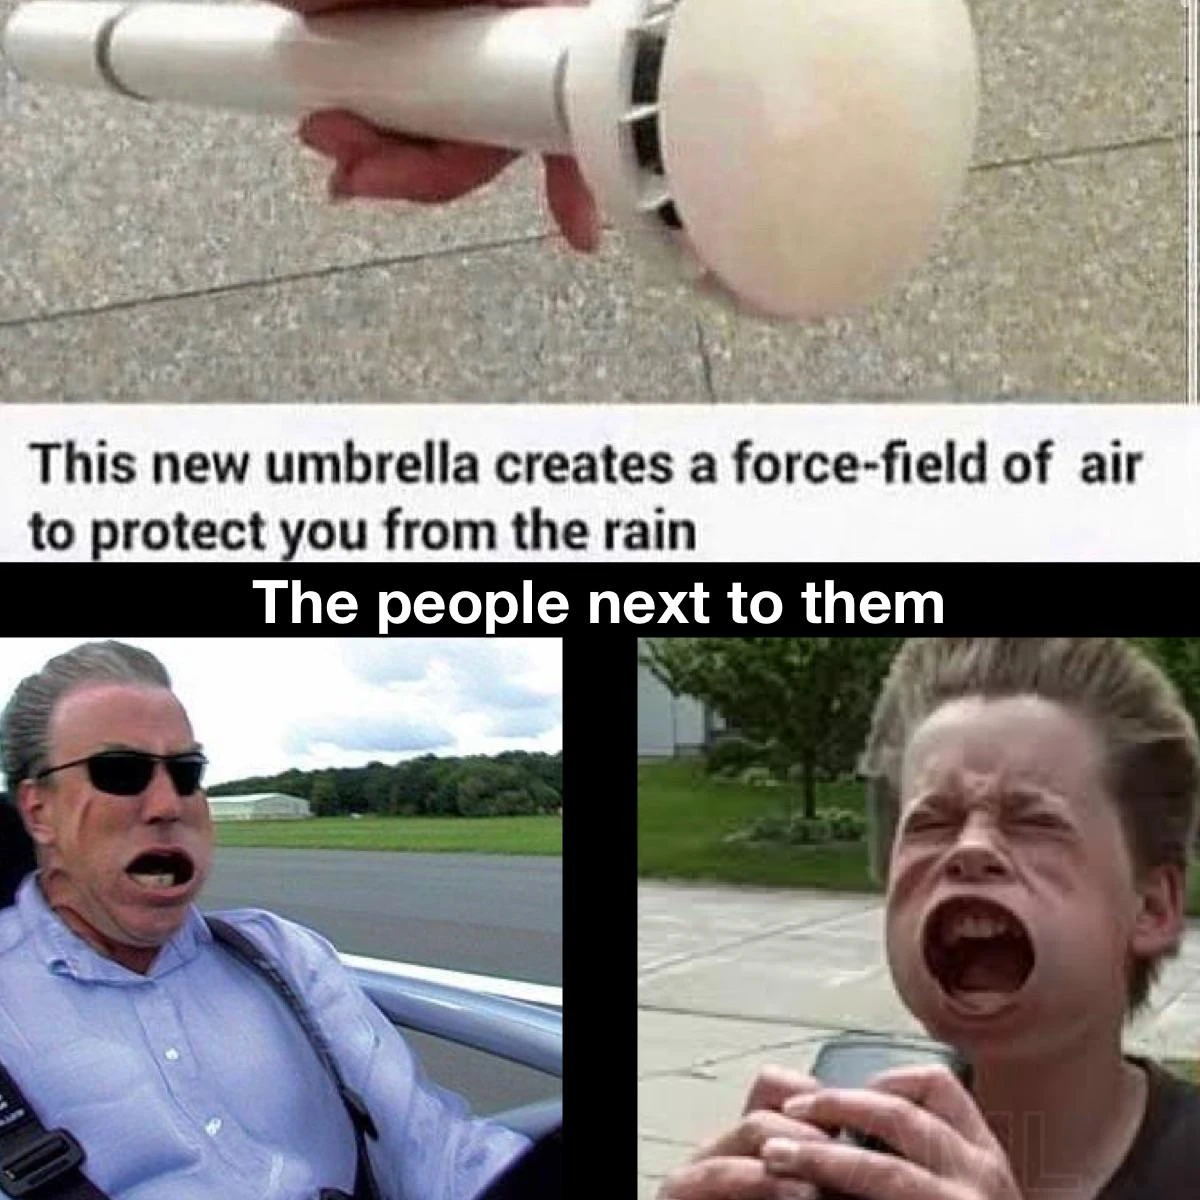 This new umbrella creates a force-field of air
to protect you from the rain
The people next to them